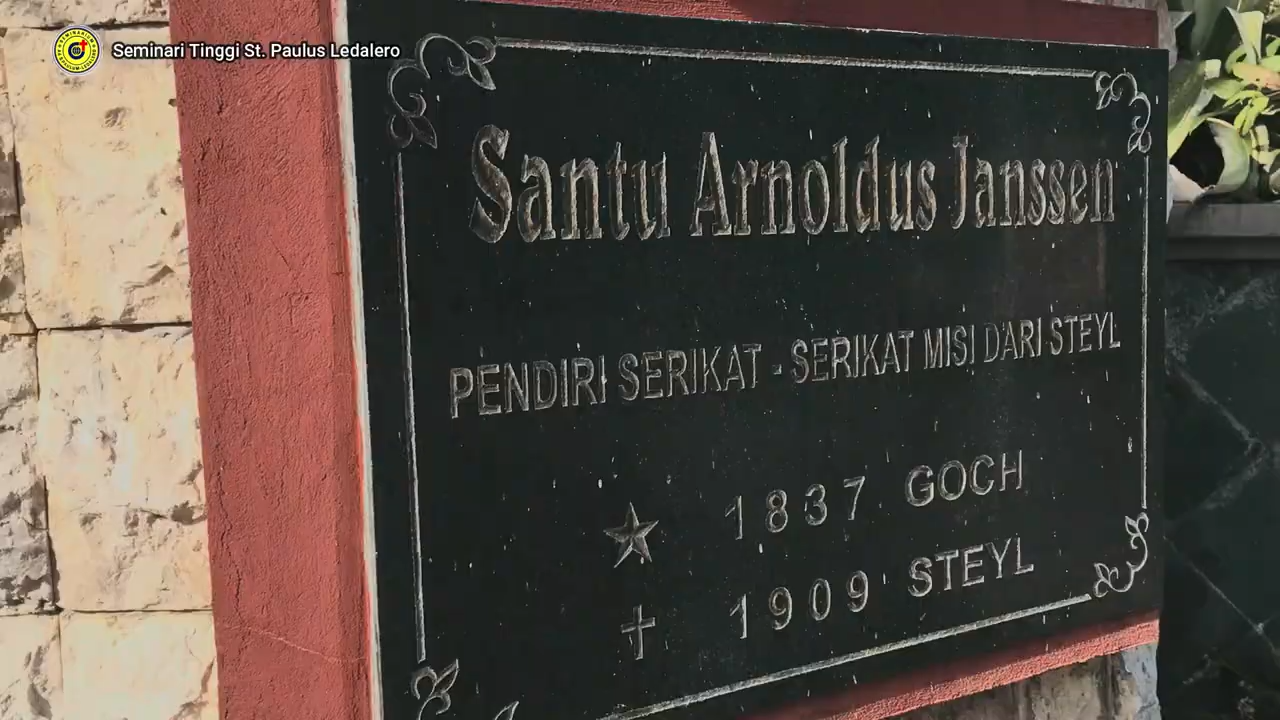 Seminari Tinggi St. Paulus Ledalero
Santu Arnoldus Janssen
PENDIRI SERIKAT - SERIKAT MISI DARI STEYL
1837 GOCH
1909 STEYL